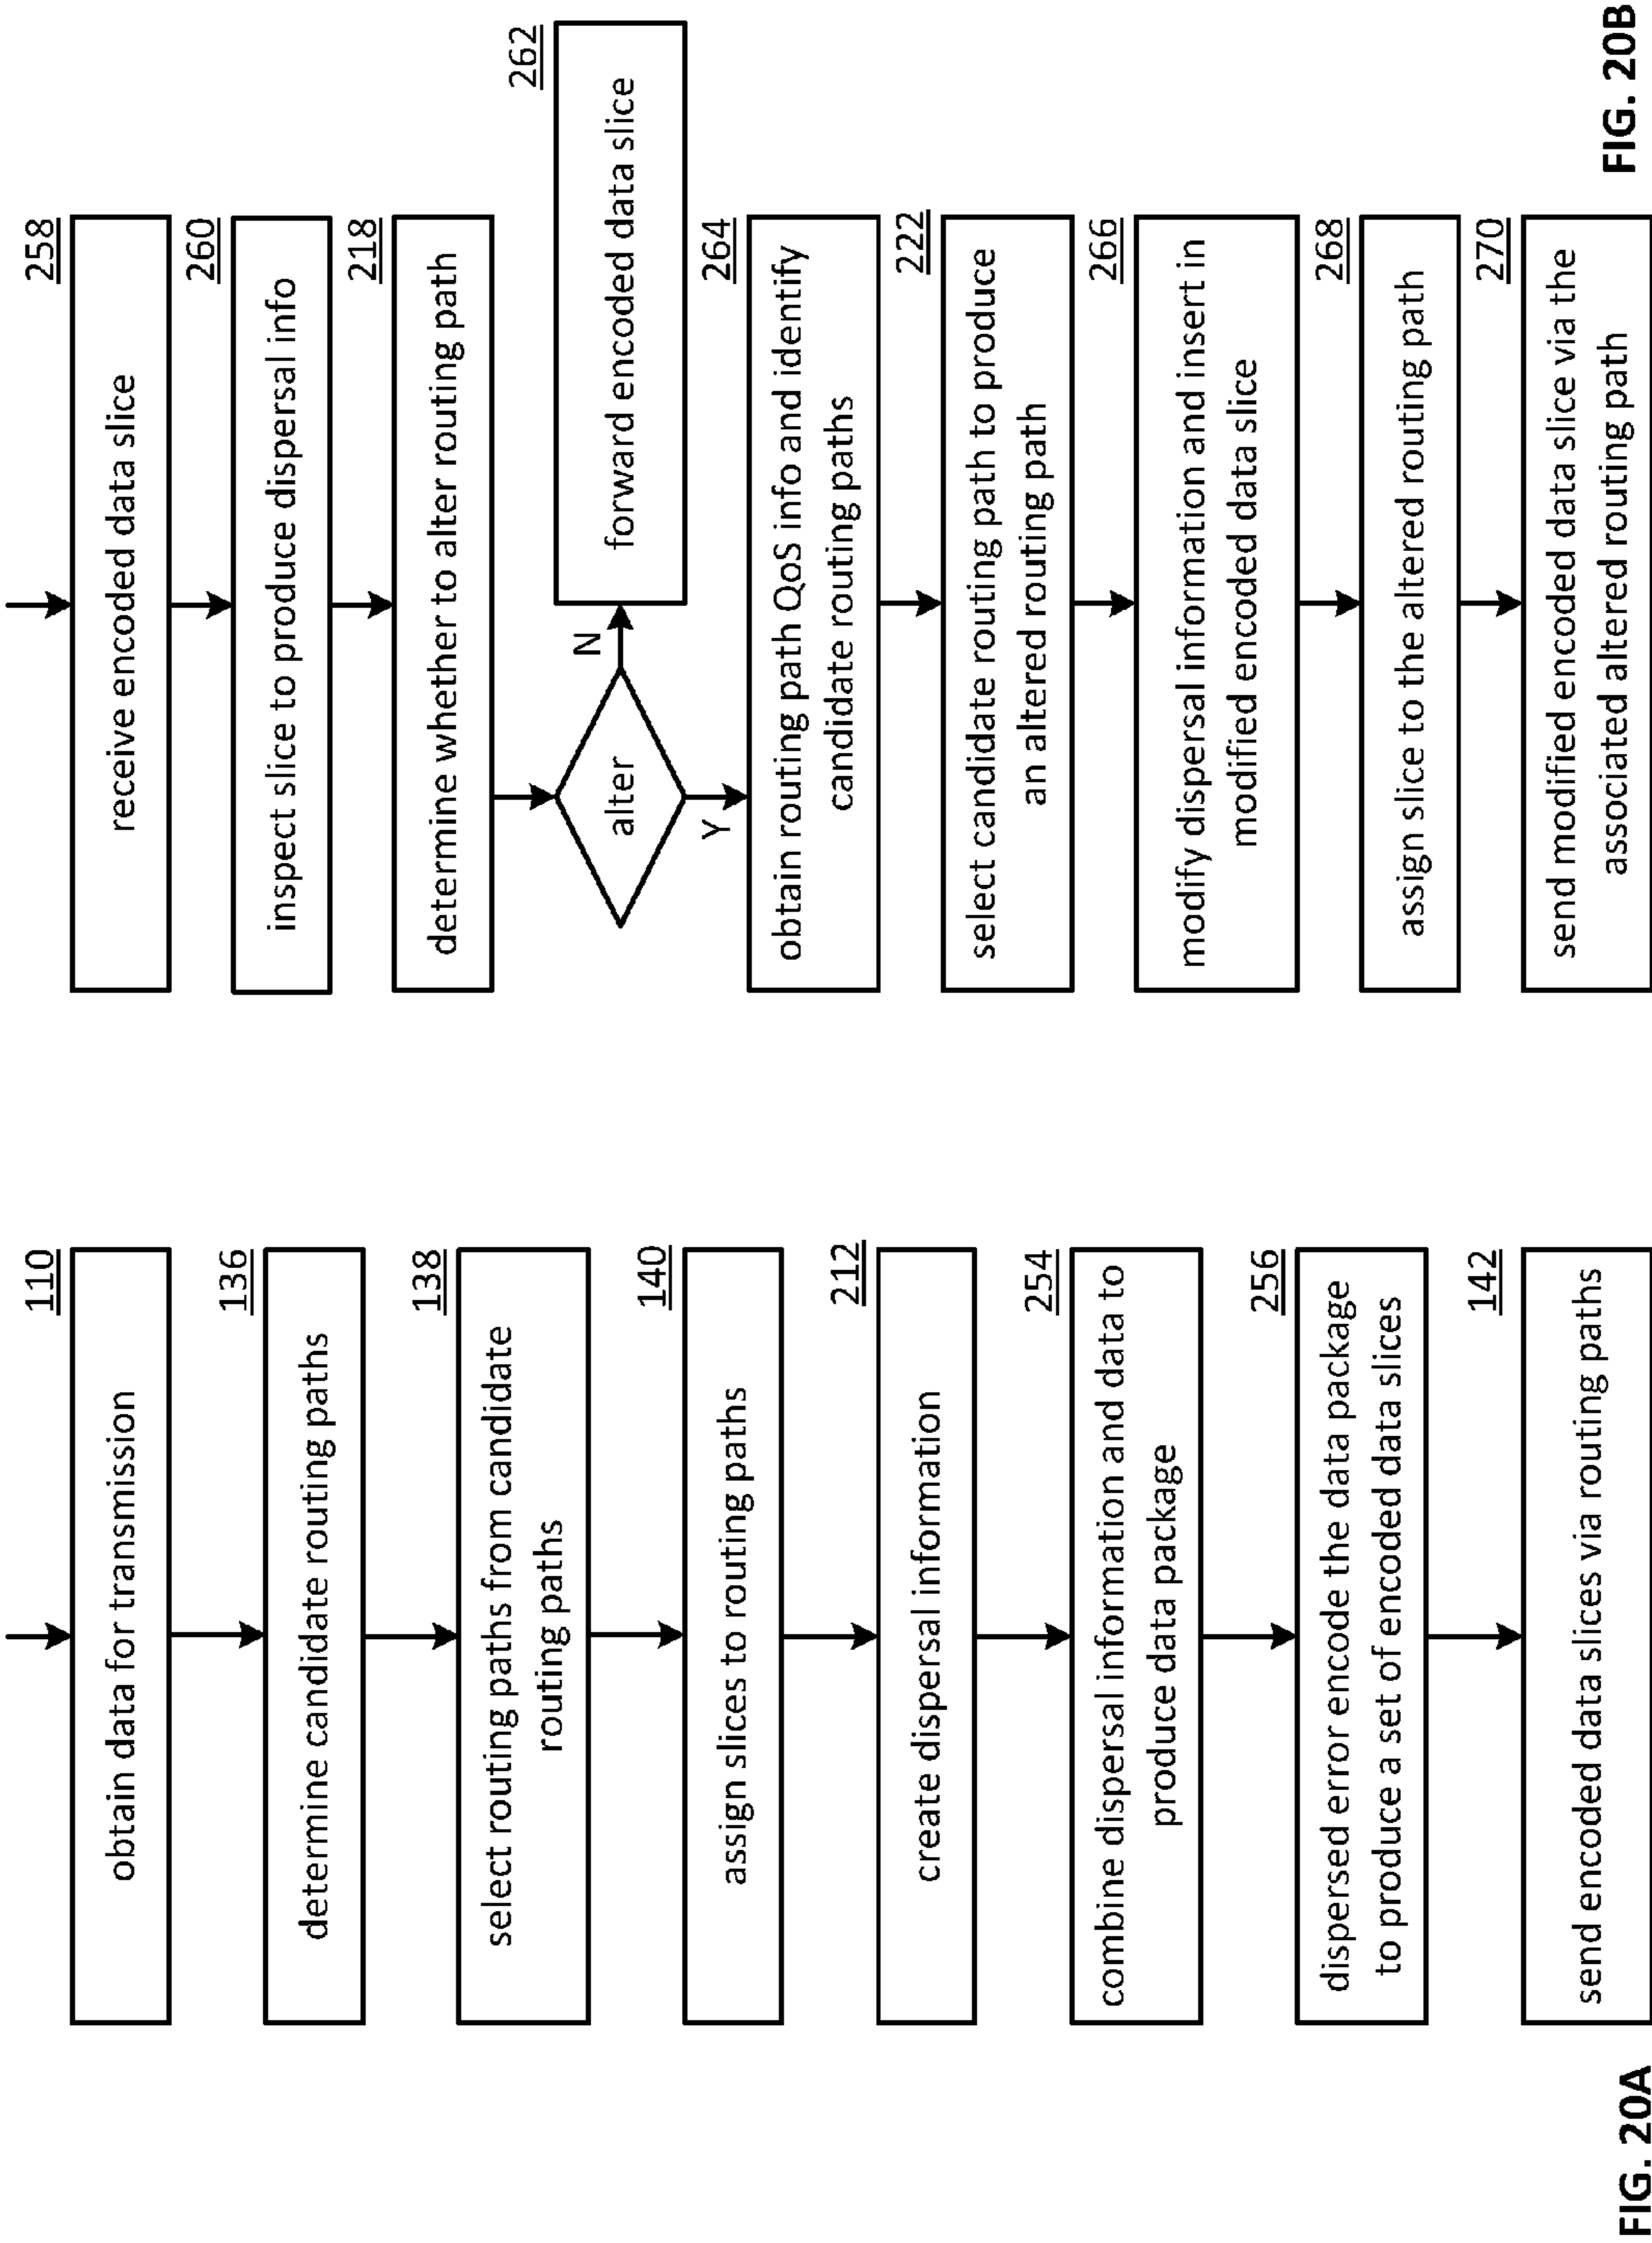 110
obtain data for transmission
136
determine candidate routing paths
138
select routing paths from candidate
routing paths
140
assign slices to routing paths
212
create dispersal information
254
combine dispersal information and data to
produce data package
256
dispersed error encode the data package
to produce a set of encoded data slices
142
send encoded data slices via routing paths
FIG. 20A
258
receive encoded data slice
260
inspect slice to produce dispersal info
218
determine whether to alter routing path
alter
N
262
forward encoded data slice
Y
264
obtain routing path QoS info and identify
candidate routing paths
222
select candidate routing path to produce
an altered routing path
266
modify dispersal information and insert in
modified encoded data slice
268
assign slice to the altered routing path
270
send modified encoded data slice via the
associated altered routing path
FIG. 20B